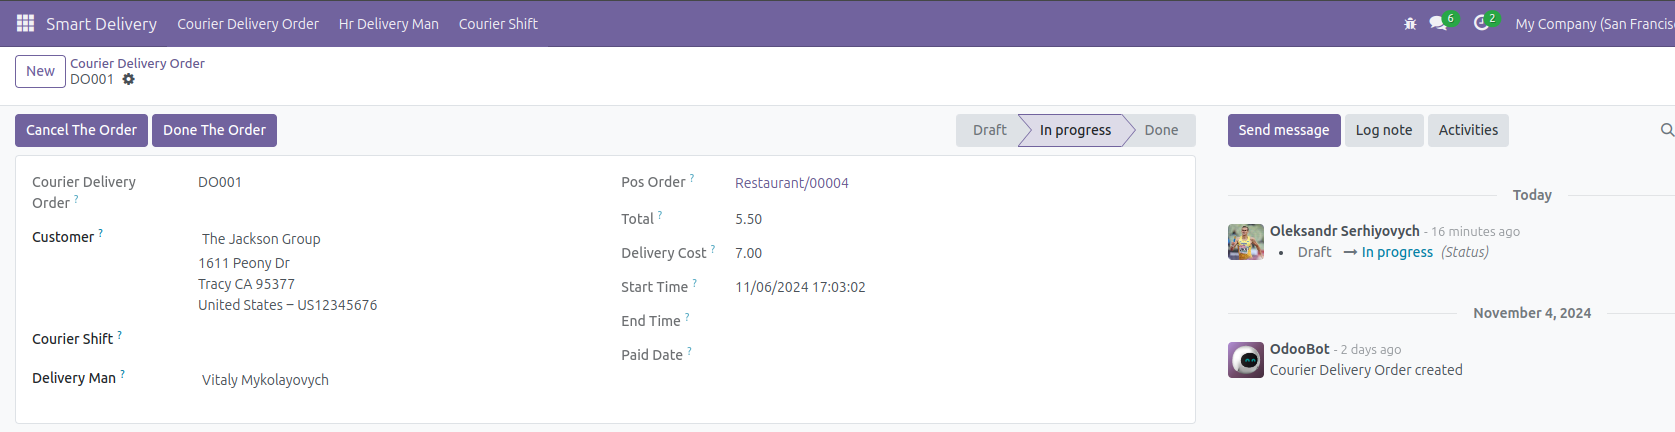 Smart Delivery Courier Delivery Order Hr Delivery Man Courier Shift 6 2 My Company (San Francis
New Courier Delivery Order
DO001
Cancel The Order Done The Order Draft In progress Done Send message Log note Activities
Courier Delivery Order ? DO001
Customer ? The Jackson Group
1611 Peony Dr
Tracy CA 95377
United States – US12345676
Courier Shift ?
Delivery Man ? Vitaly Mykolayovych
Pos Order ? Restaurant/00004
Total ? 5.50
Delivery Cost ? 7.00
Start Time ? 11/06/2024 17:03:02
End Time ?
Paid Date ?
Today
Oleksandr Serhiyovych - 16 minutes ago
• Draft → In progress (Status)
November 4, 2024
OdooBot - 2 days ago
Courier Delivery Order created